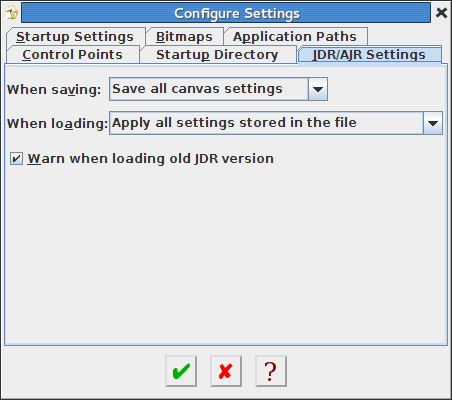 Configure Settings
Startup Settings Bitmaps Application Paths
Control Points Startup Directory JDR/AJR Settings
When saving: Save all canvas settings
When loading: Apply all settings stored in the file
Warn when loading old JDR version
?